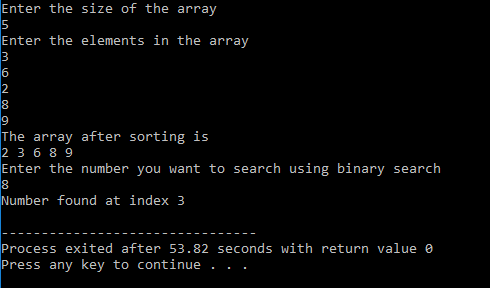 Enter the size of the array
5
Enter the elements in the array
3
6
2
8
9
The array after sorting is
2 3 6 8 9
Enter the number you want to search using binary search
8
Number found at index 3
--------------------------------
Process exited after 53.82 seconds with return value 0
Press any key to continue . . .